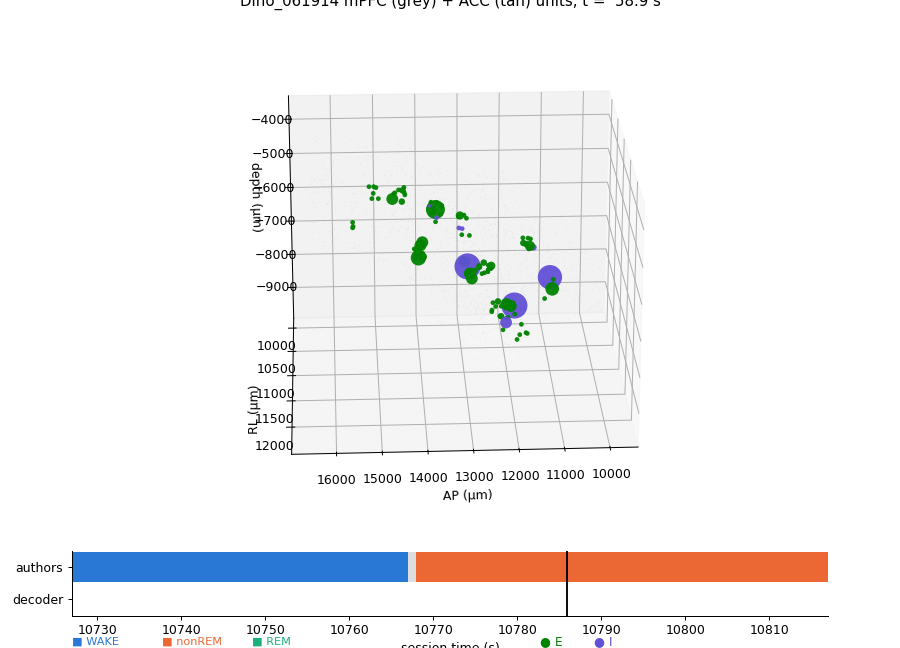 Dino_061914 mPFC (grey) + ACC (tan) units, t = 58.9 s
−4000
−5000
−6000
−7000
−8000
−9000
depth (µm)
10000
10500
11000
11500
12000
RL (µm)
16000 15000 14000 13000 12000 11000 10000
AP (µm)
authors
decoder
10730 10740 10750 10760 10770 10780 10790 10800 10810
session time (s)
WAKE nonREM REM E I